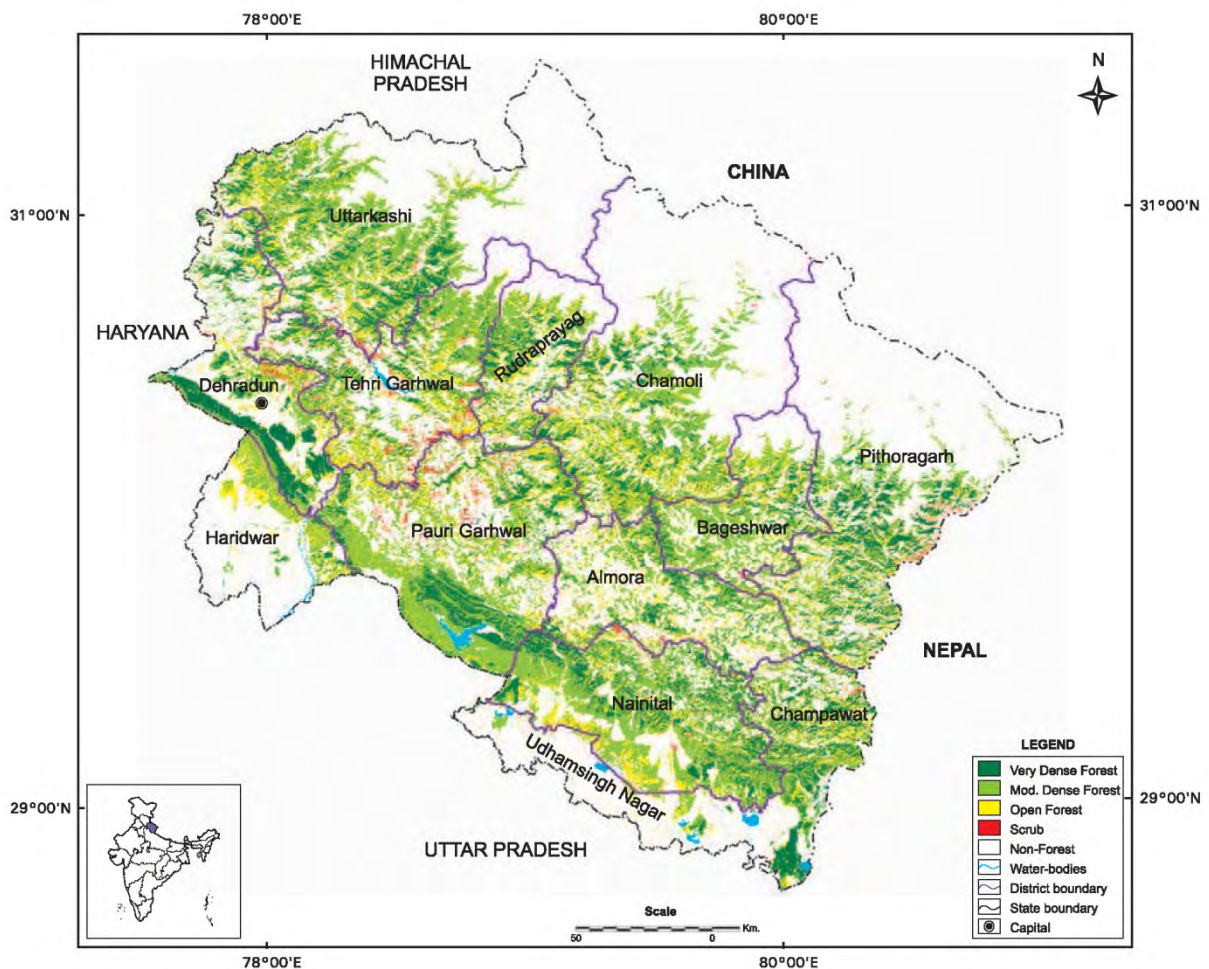 78°00'E
80°00'E
HIMACHAL
PRADESH
N
CHINA
31°00'N
31°00'N
Uttarkashi
HARYANA
Rudraprayag
Dehradun
Tehri Garhwal
Chamoli
Pithoragarh
Haridwar
Pauri Garhwal
Bageshwar
Almora
NEPAL
Nainital
Champawat
Udhamsingh Nagar
29°00'N
29°00'N
UTTAR PRADESH
LEGEND
Very Dense Forest
Mod. Dense Forest
Open Forest
Scrub
Non-Forest
Water-bodies
District boundary
State boundary
Capital
Scale
50 0 Km.
78°00'E
80°00'E